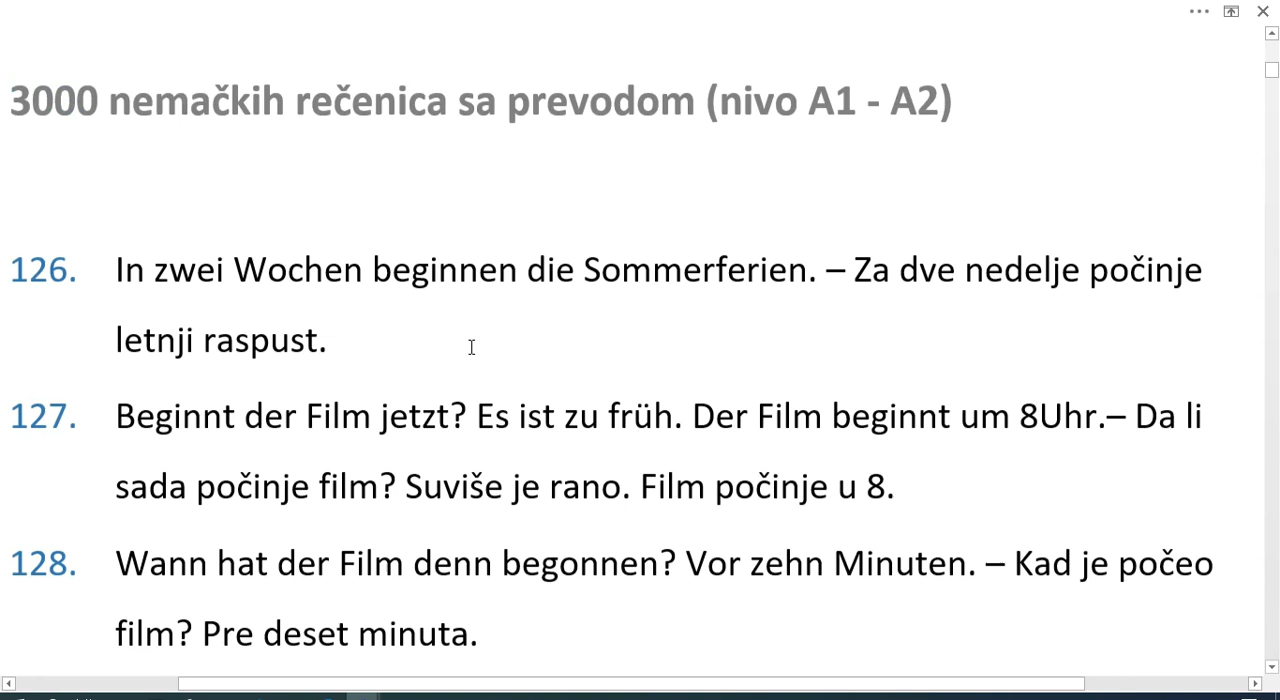 3000 nemačkih rečenica sa prevodom (nivo A1 - A2)
126. In zwei Wochen beginnen die Sommerferien. – Za dve nedelje počinje
letnji raspust.
127. Beginnt der Film jetzt? Es ist zu früh. Der Film beginnt um 8Uhr.– Da li
sada počinje film? Suviše je rano. Film počinje u 8.
128. Wann hat der Film denn begonnen? Vor zehn Minuten. – Kad je počeo
film? Pre deset minuta.